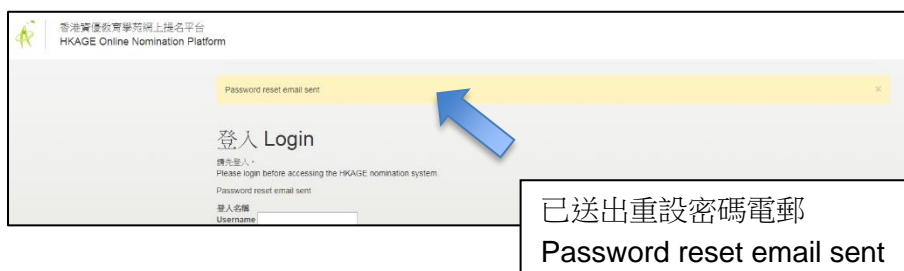 香港資優教育學苑網上提名平台
HKAGE Online Nomination Platform
Password reset email sent
×
登入 Login
請先登入。
Please login before accessing the HKAGE nomination system.
Password reset email sent
登入名稱
Username
已送出重設密碼電郵
Password reset email sent